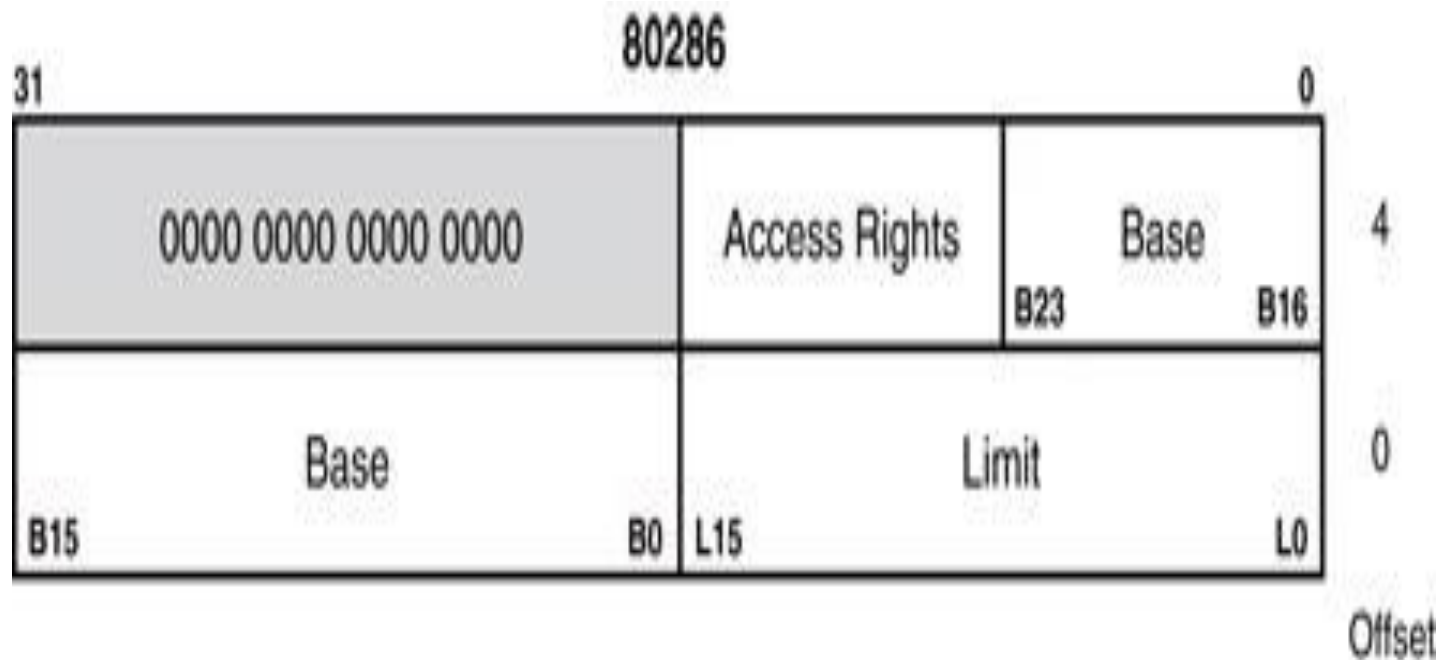 80286
31 0
0000 0000 0000 0000 Access Rights Base 4
B23 B16
Base Limit 0
B15 B0 L15 L0
Offset